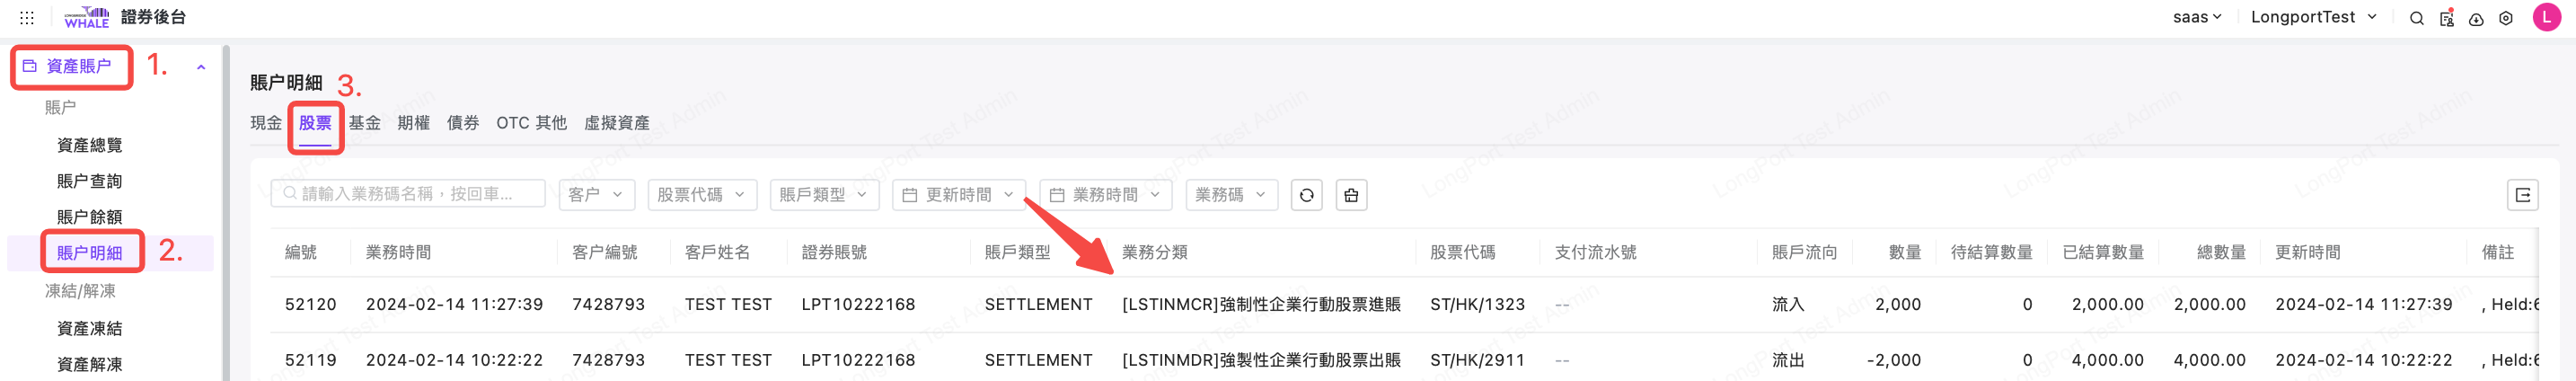 LONGBRIDGE WHALE 證券後台 saas LongportTest L
資產賬户 1.
賬户
資產總覽
賬户查詢
賬户餘額
賬户明細 2.
凍結/解凍
資產凍結
資產解凍
賬戶明細 3.
現金 股票 基金 期權 債券 OTC 其他 虛擬資產
請輸入業務碼名稱，按回車... 客户 股票代碼 賬戶類型 更新時間 業務時間 業務碼
編號 業務時間 客户編號 客戶姓名 證券賬號 賬戶類型 業務分類 股票代碼 支付流水號 賬戶流向 數量 待結算數量 已結算數量 總數量 更新時間 備註
52120 2024-02-14 11:27:39 7428793 TEST TEST LPT10222168 SETTLEMENT [LSTINMCR]強制性企業行動股票進賬 ST/HK/1323 -- 流入 2,000 0 2,000.00 2,000.00 2024-02-14 11:27:39 , Held:6
52119 2024-02-14 10:22:22 7428793 TEST TEST LPT10222168 SETTLEMENT [LSTINMDR]強製性企業行動股票出賬 ST/HK/2911 -- 流出 -2,000 0 4,000.00 4,000.00 2024-02-14 10:22:22 , Held:6
LongPort Test Admin